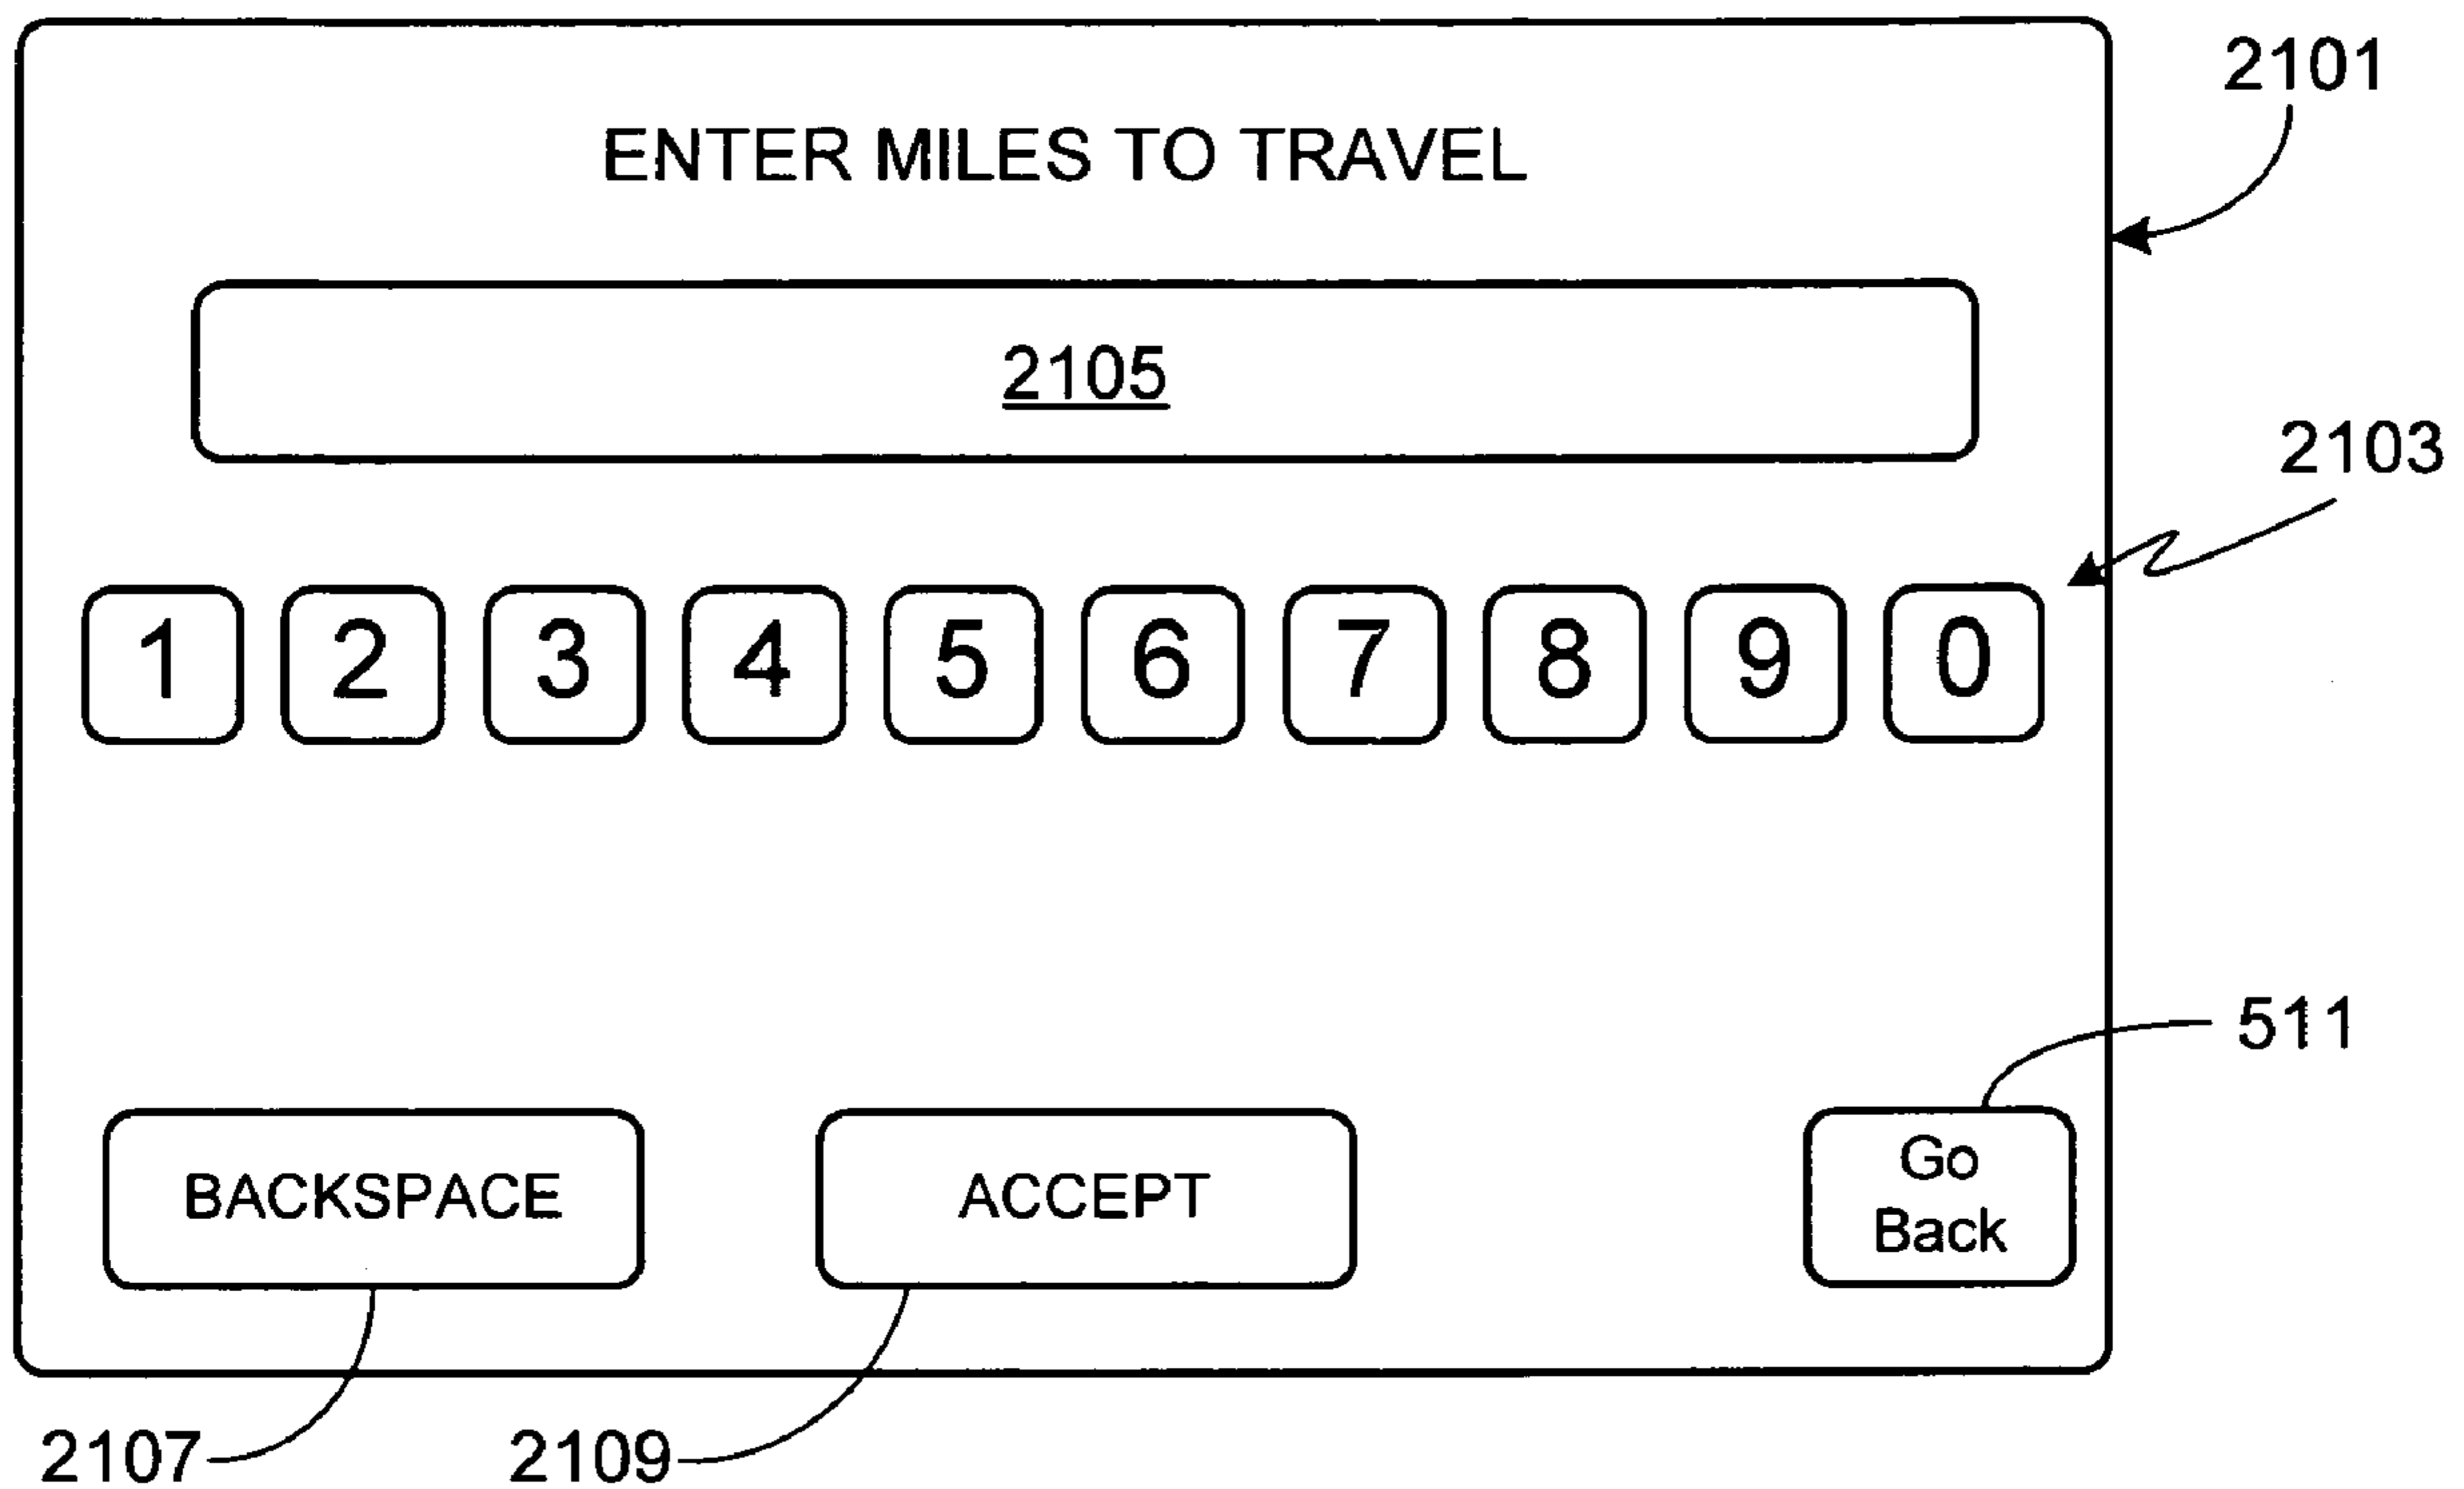 2101
ENTER MILES TO TRAVEL
2105
2103
1 2 3 4 5 6 7 8 9 0
511
BACKSPACE
ACCEPT
Go
Back
2107
2109